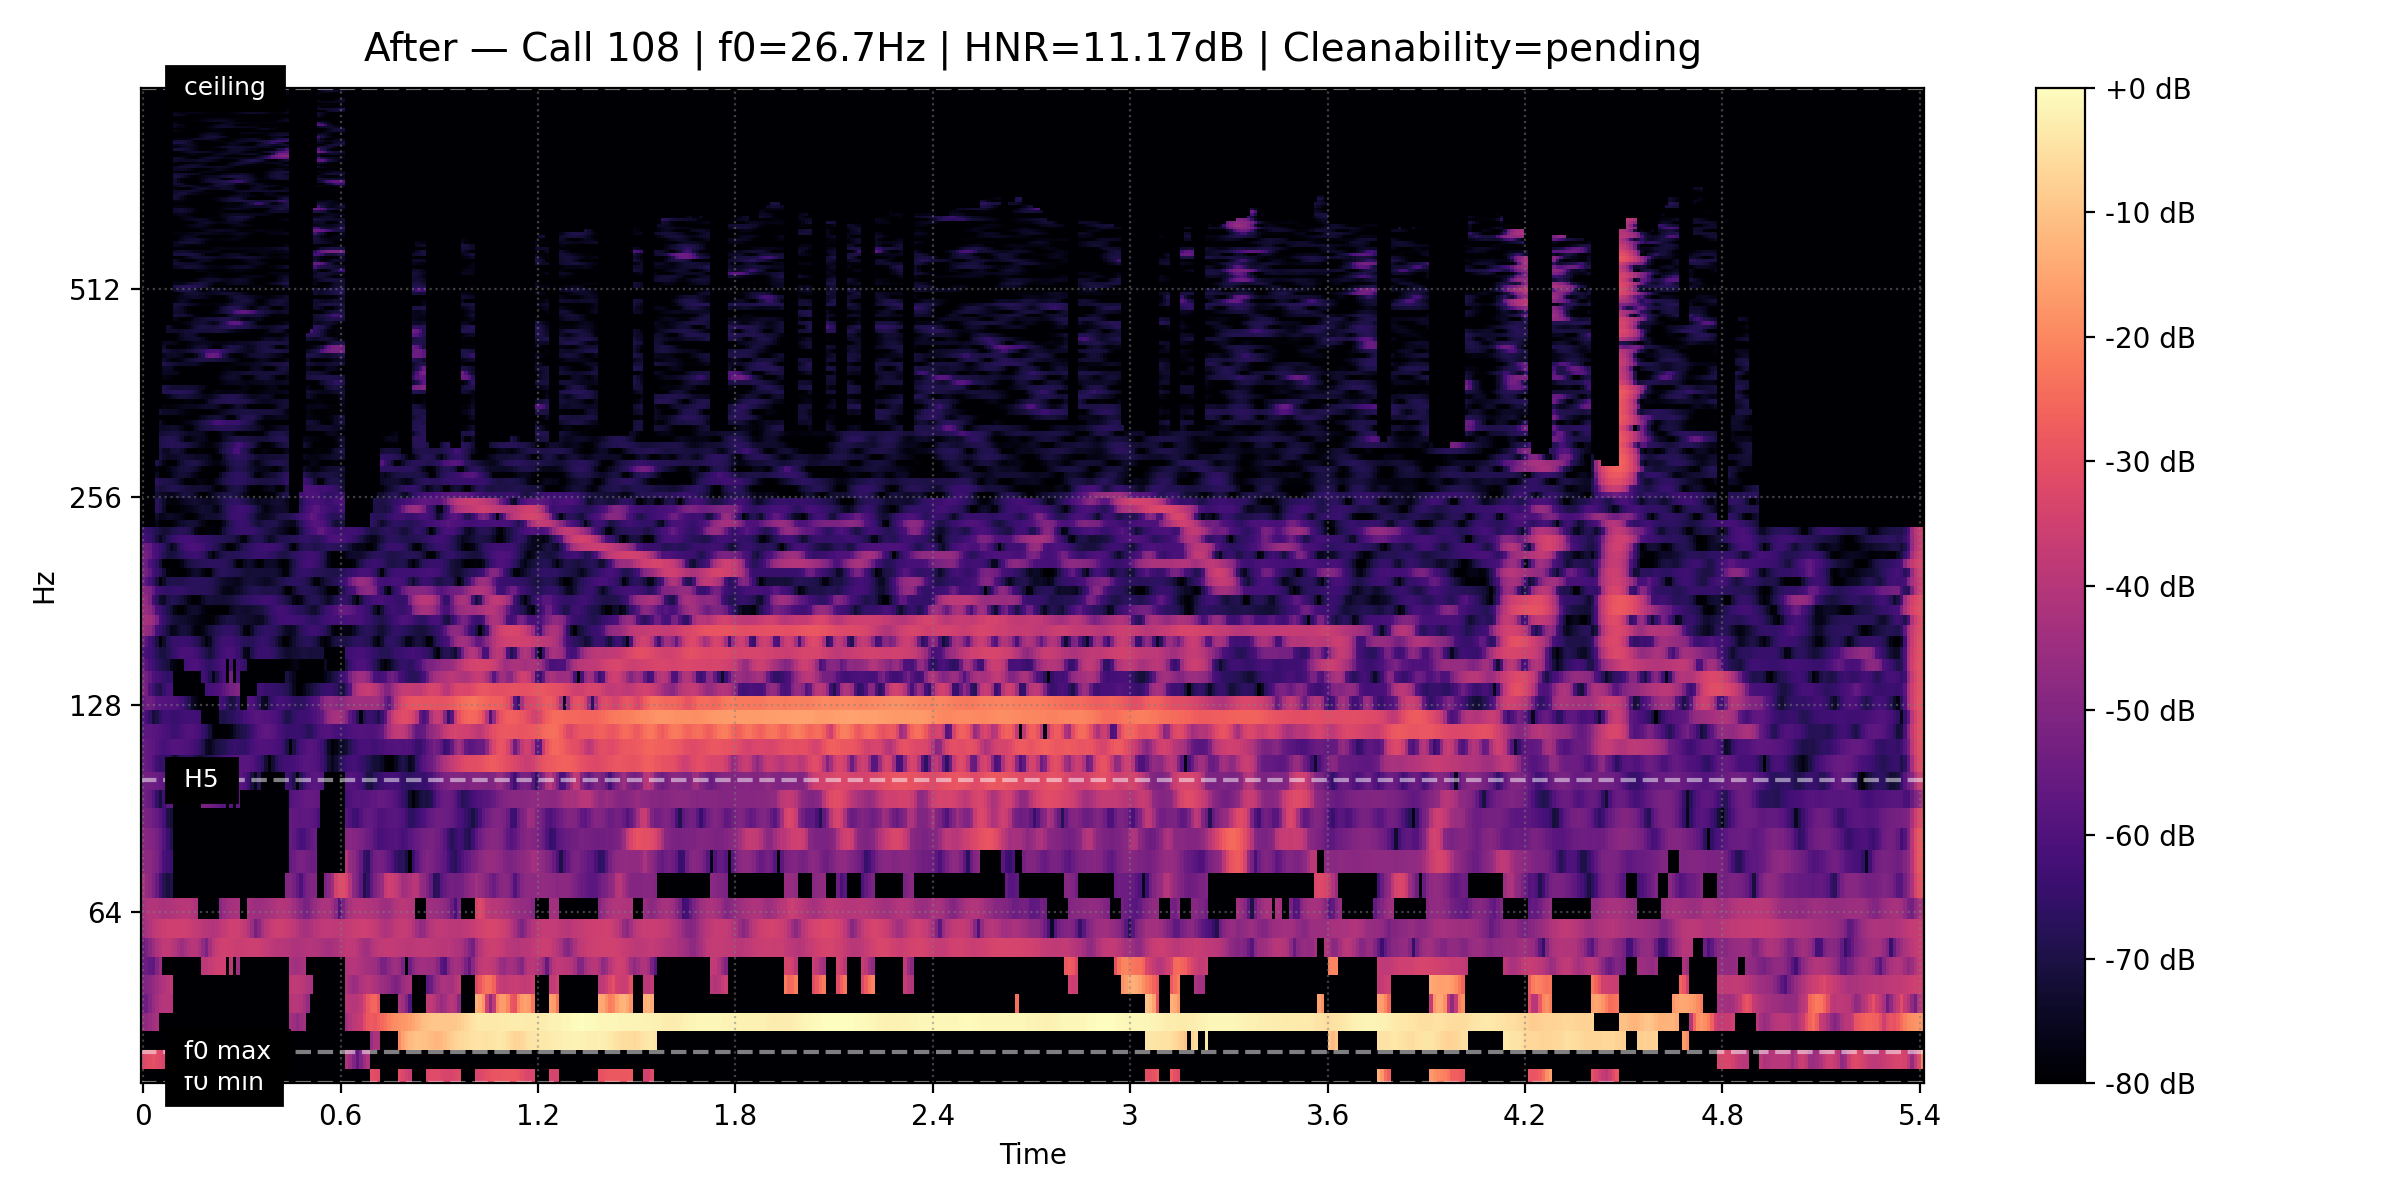 After — Call 108 | f0=26.7Hz | HNR=11.17dB | Cleanability=pending
ceiling
+0 dB
-10 dB
-20 dB
-30 dB
-40 dB
-50 dB
-60 dB
-70 dB
-80 dB
512
256
128
64
Hz
H5
f0 max
f0 min
0
0.6
1.2
1.8
2.4
3
3.6
4.2
4.8
5.4
Time